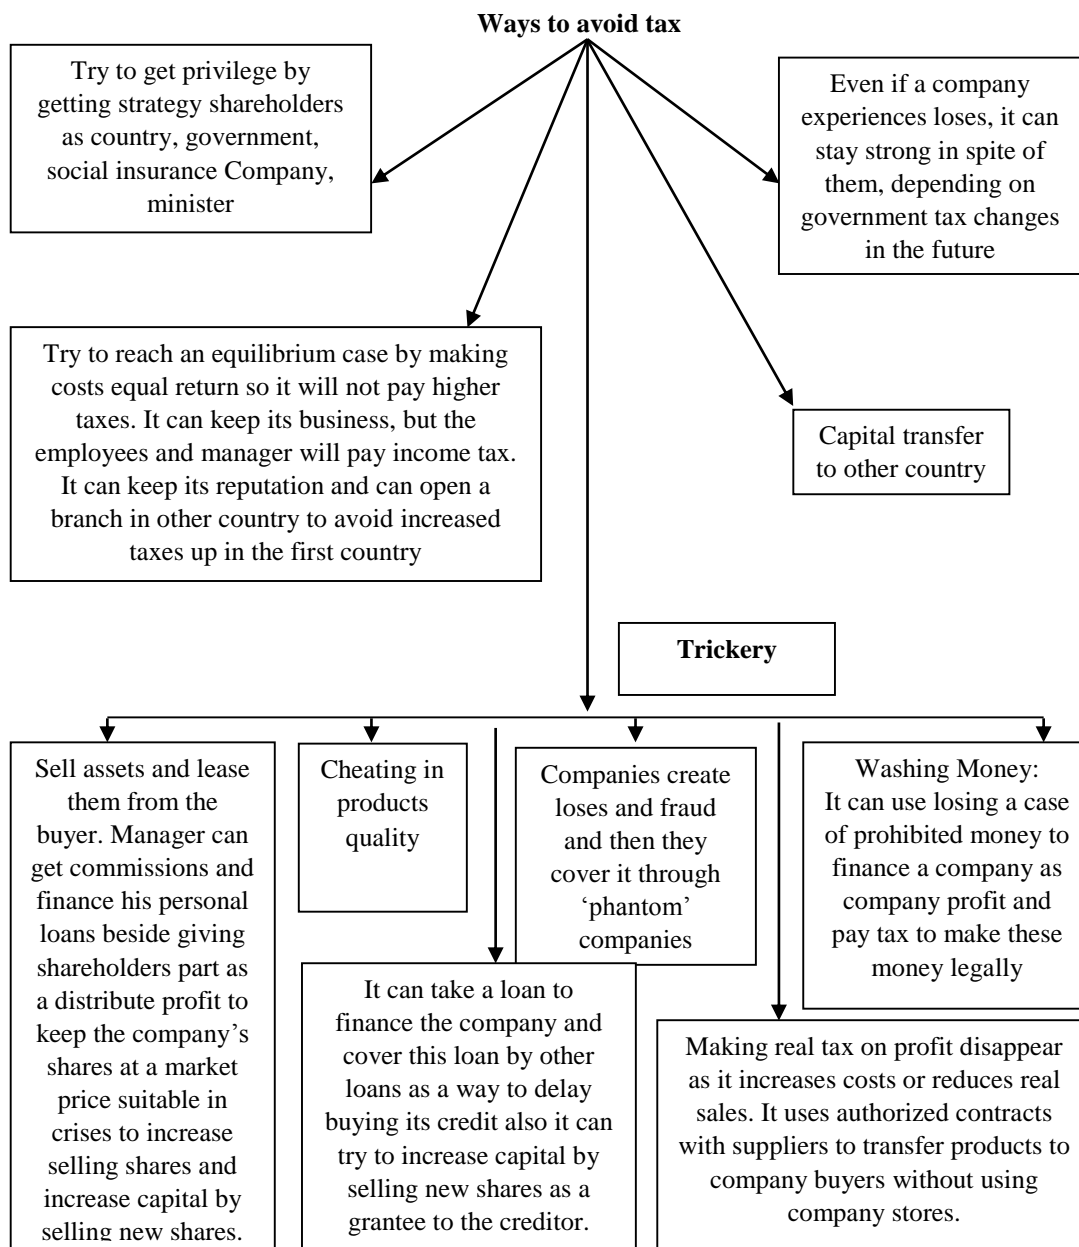 Ways to avoid tax
Try to get privilege by
getting strategy shareholders
as country, government,
social insurance Company,
minister
Even if a company
experiences loses, it can
stay strong in spite of
them, depending on
government tax changes
in the future
Try to reach an equilibrium case by making
costs equal return so it will not pay higher
taxes. It can keep its business, but the
employees and manager will pay income tax.
It can keep its reputation and can open a
branch in other country to avoid increased
taxes up in the first country
Capital transfer
to other country
Trickery
Sell assets and lease
them from the
buyer. Manager can
get commissions and
finance his personal
loans beside giving
shareholders part as
a distribute profit to
keep the company’s
shares at a market
price suitable in
crises to increase
selling shares and
increase capital by
selling new shares.
Cheating in
products
quality
Companies create
loses and fraud
and then they
cover it through
‘phantom’
companies
Washing Money:
It can use losing a case
of prohibited money to
finance a company as
company profit and
pay tax to make these
money legally
It can take a loan to
finance the company and
cover this loan by other
loans as a way to delay
buying its credit also it can
try to increase capital by
selling new shares as a
grantee to the creditor.
Making real tax on profit disappear
as it increases costs or reduces real
sales. It uses authorized contracts
with suppliers to transfer products to
company buyers without using
company stores.